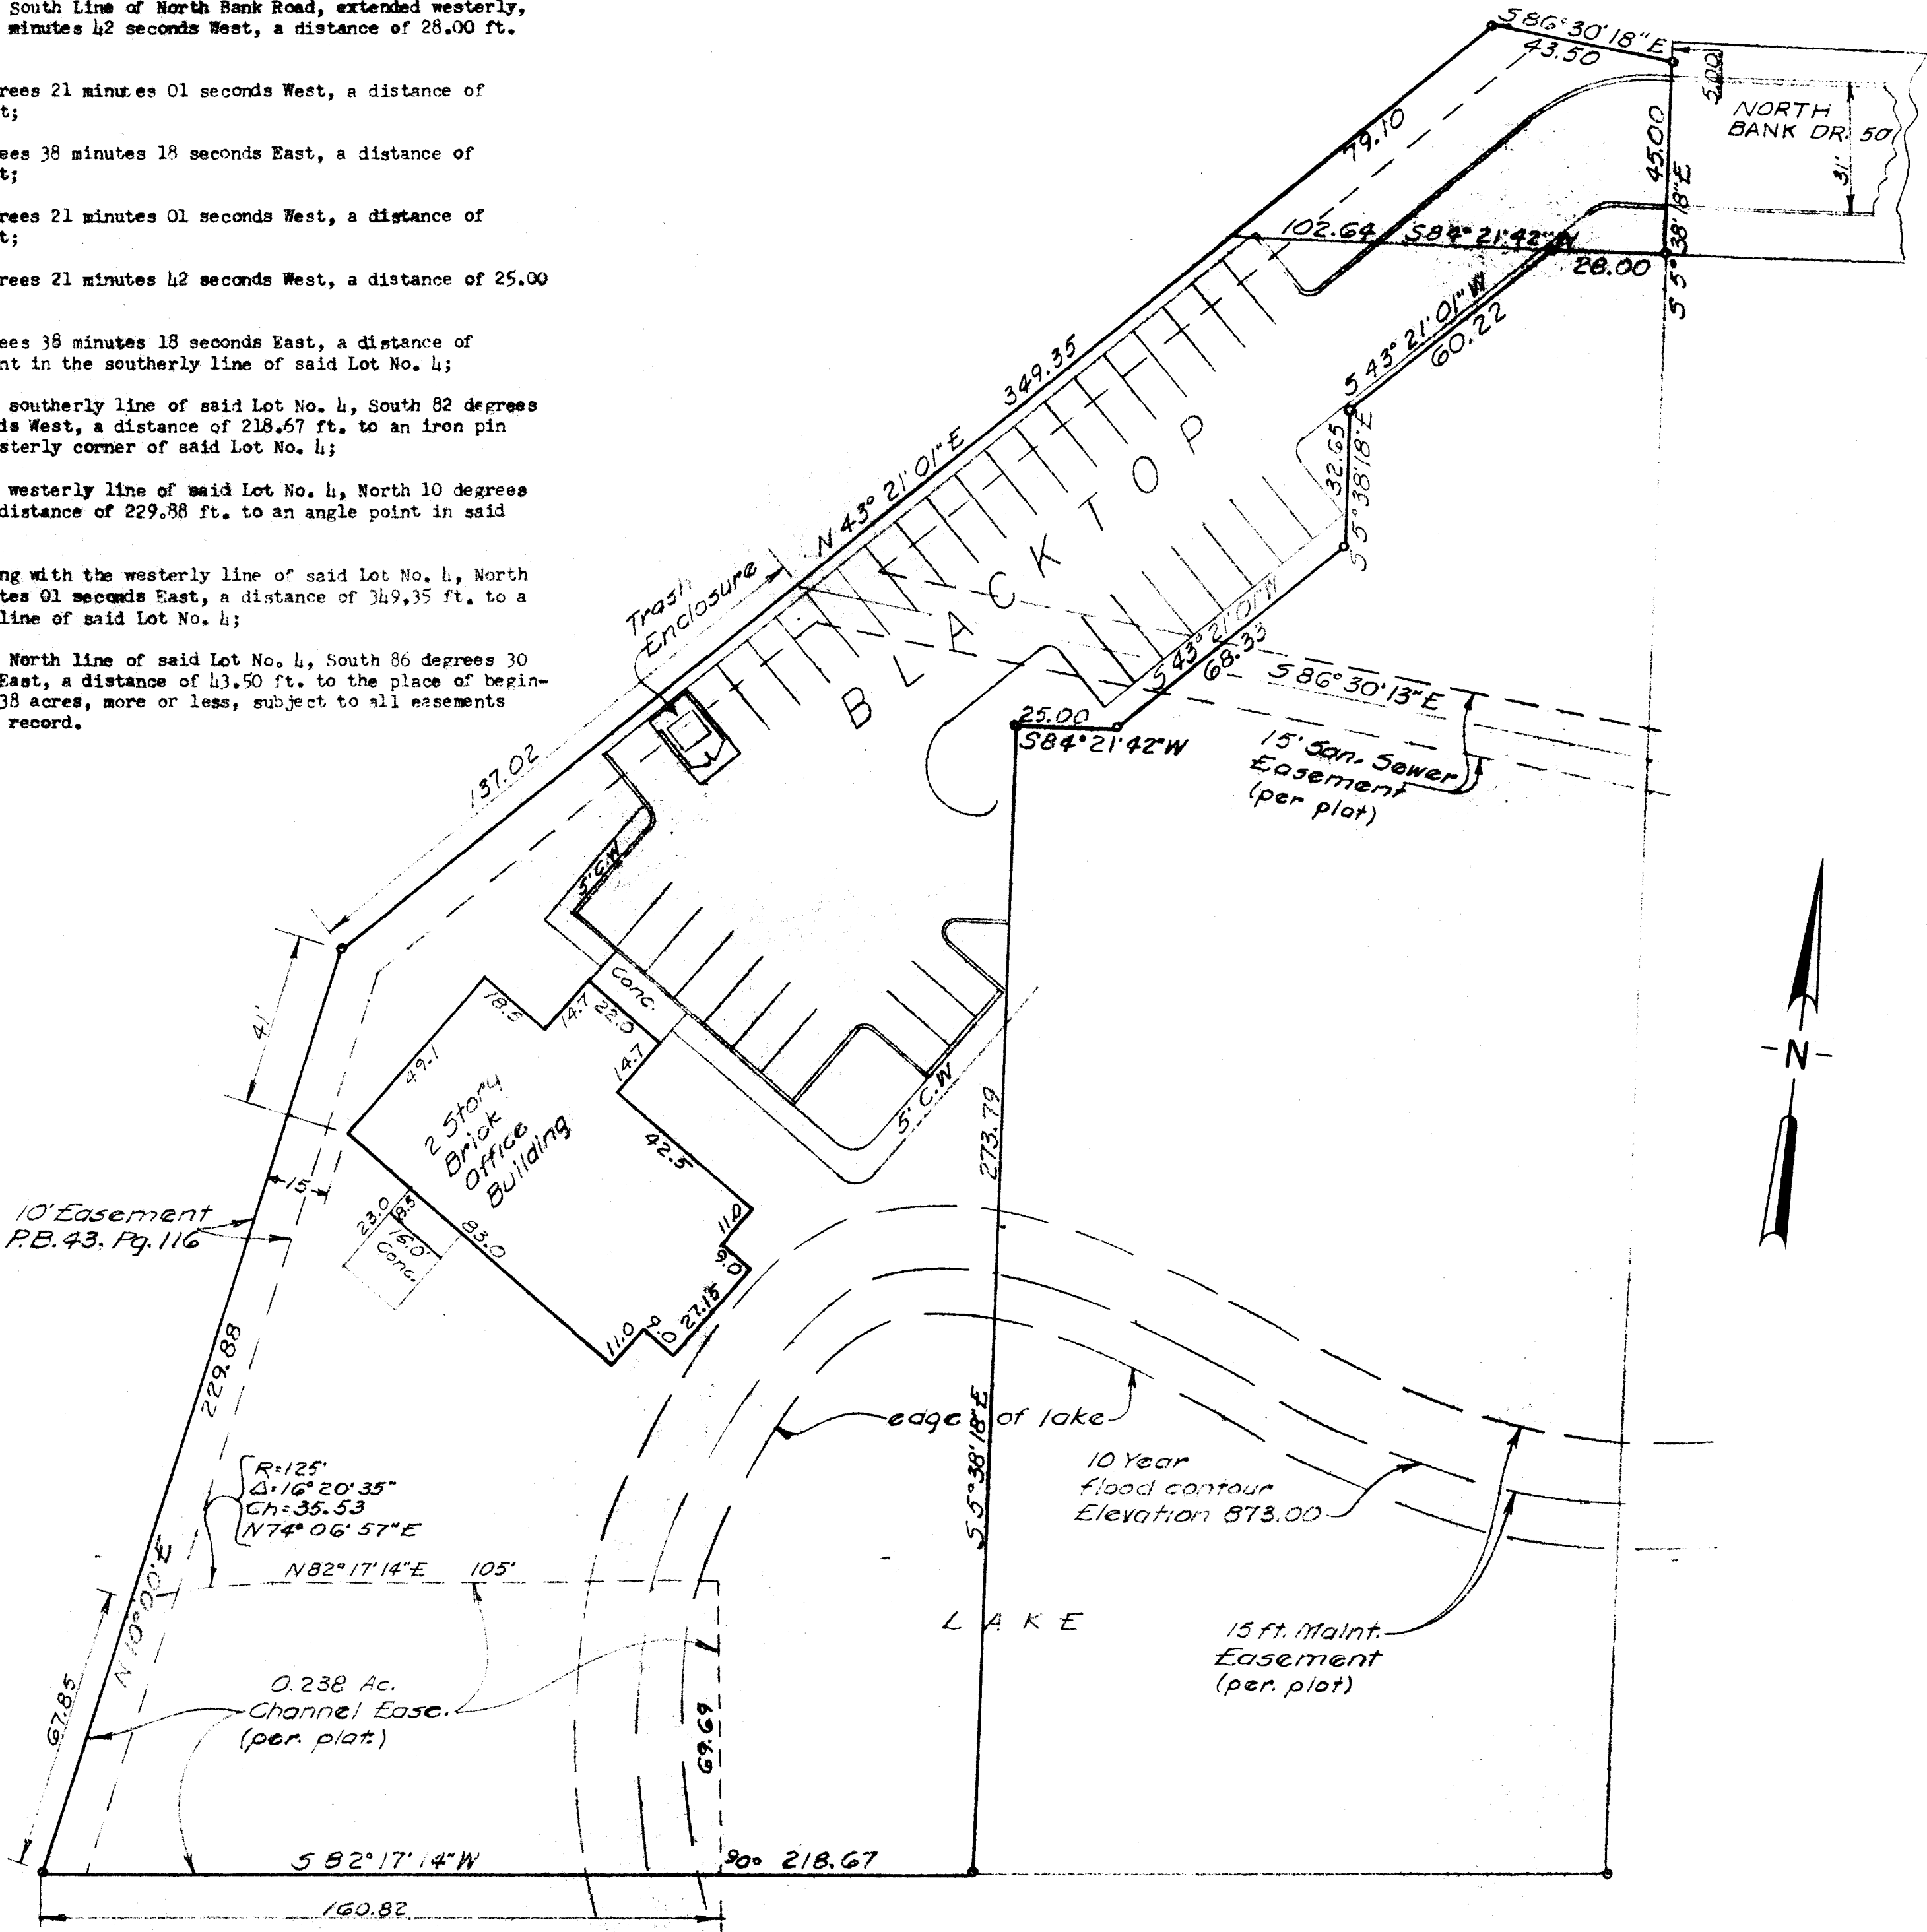 South Line of North Bank Road, extended westerly,
minutes 42 seconds West, a distance of 28.00 ft.
rees 21 minutes 01 seconds West, a distance of
t;
ees 38 minutes 18 seconds East, a distance of
t;
rees 21 minutes 01 seconds West, a distance of
t;
rees 21 minutes 42 seconds West, a distance of 25.00
ees 38 minutes 18 seconds East, a distance of
nt in the southerly line of said Lot No. 4;
southerly line of said Lot No. 4, South 82 degrees
ds West, a distance of 218.67 ft. to an iron pin
sterly corner of said Lot No. 4;
westerly line of said Lot No. 4, North 10 degrees
distance of 229.88 ft. to an angle point in said
ng with the westerly line of said Lot No. 4, North
tes 01 seconds East, a distance of 349.35 ft. to a
line of said Lot No. 4;
North line of said Lot No. 4, South 86 degrees 30
East, a distance of 43.50 ft. to the place of begin-
38 acres, more or less, subject to all easements
record.
S 86° 30' 18" E
43.50
5.00
NORTH
BANK DR. 50'
31'
45.00
S 5° 38' 18" E
79.10
102.64 S 84° 21' 42" W
28.00
S 43° 21' 01" W
60.22
349.35
N 43° 21' 01" E
32.65
S 5° 38' 18" E
BLACKTOP
Trash
Enclosure
S 43° 21' 01" W
68.33
S 86° 30' 13" E
25.00
S 84° 21' 42" W
15' San. Sewer
Easement
(per plat)
137.02
5' C.W
41'
Conc.
18.5
14.7
22.0
14.7
49.1
2 Story
Brick
Office
Building
42.5
5' C.W
273.79
-N-
15
10' Easement
P.B. 43, Pg. 116
23.0
8.5
16.0'
Conc.
83.0
11.0
9.0
27.15
9.0
11.0
229.88
edge of lake
S 5° 38' 18" E
10 Year
flood contour
Elevation 873.00
R=125'
Δ=16° 20' 35"
Ch=35.53
N 74° 06' 57" E
N 82° 17' 14" E 105'
N 10° 00' E
LAKE
15 ft. Maint.
Easement
(per. plat)
67.85
0.238 Ac.
Channel Ease.
(per. plat.)
69.69
S 82° 17' 14" W
90° 218.67
160.82